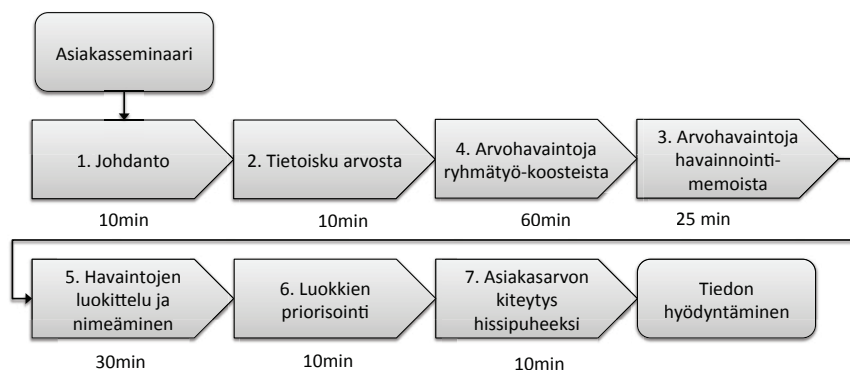 Asiakasseminaari
1. Johdanto
2. Tietoisku arvosta
4. Arvohavaintoja
ryhmätyö-koosteista
3. Arvohavaintoja
havainnointi-
memoista
10min
10min
60min
25 min
5. Havaintojen
luokittelu ja
nimeäminen
6. Luokkien
priorisointi
7. Asiakasarvon
kiteytys
hissipuheeksi
Tiedon
hyödyntäminen
30min
10min
10min